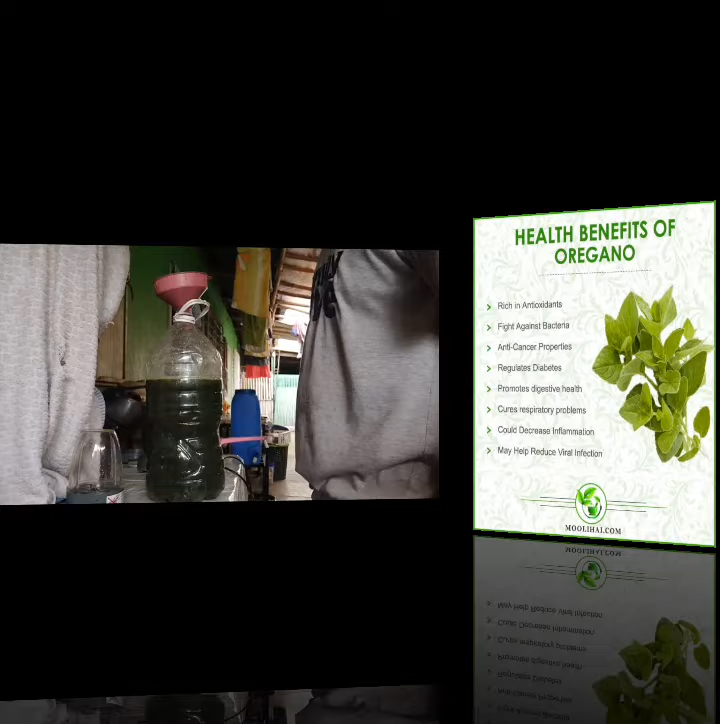 HEALTH BENEFITS OF
OREGANO
Rich in Antioxidants
Fight Against Bacteria
Anti-Cancer Properties
Regulates Diabetes
Promotes digestive health
Cures respiratory problems
Could Decrease Inflammation
May Help Reduce Viral Infection
MOOLIHAI.COM